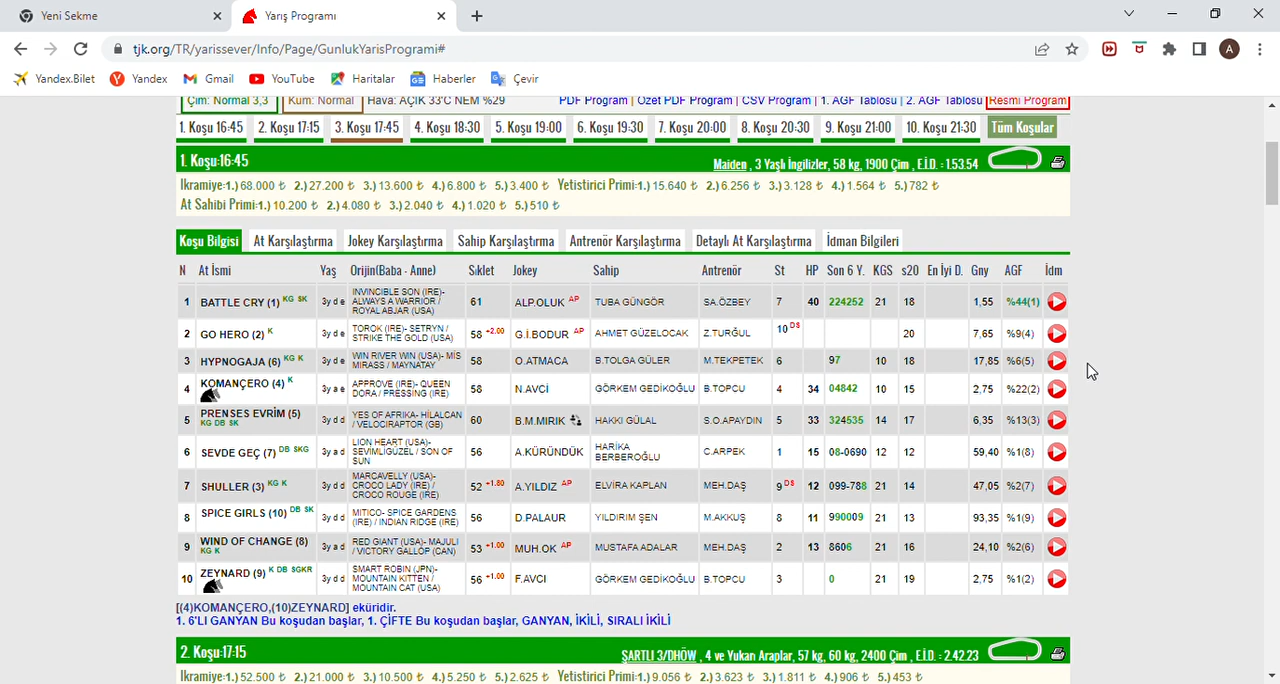 Yeni Sekme
Yarış Programı
tjk.org/TR/yarissever/Info/Page/GunlukYarisProgrami#
A
Yandex.Bilet Yandex Gmail YouTube Haritalar Haberler Çevir
Çim: Normal 3,3 Kum: Normal Hava: AÇIK 33'C NEM %29 PDF Program | Özet PDF Program | CSV Program | 1. AGF Tablosu | 2. AGF Tablosu Resmi Program
1. Koşu 16:45 2. Koşu 17:15 3. Koşu 17:45 4. Koşu 18:30 5. Koşu 19:00 6. Koşu 19:30 7. Koşu 20:00 8. Koşu 20:30 9. Koşu 21:00 10. Koşu 21:30 Tüm Koşular
1. Koşu:16:45 Maiden , 3 Yaşlı İngilizler, 58 kg, 1900 Çim , E.İ.D. : 1.53.54
İkramiye:1.) 68.000 ₺ 2.) 27.200 ₺ 3.) 13.600 ₺ 4.) 6.800 ₺ 5.) 3.400 ₺ Yetistirici Primi:1.) 15.640 ₺ 2.) 6.256 ₺ 3.) 3.128 ₺ 4.) 1.564 ₺ 5.) 782 ₺
At Sahibi Primi:1.) 10.200 ₺ 2.) 4.080 ₺ 3.) 2.040 ₺ 4.) 1.020 ₺ 5.) 510 ₺
Koşu Bilgisi At Karşılaştırma Jokey Karşılaştırma Sahip Karşılaştırma Antrenör Karşılaştırma Detaylı At Karşılaştırma İdman Bilgileri
N At İsmi Yaş Orijin(Baba - Anne) Sıklet Jokey Sahip Antrenör St HP Son 6 Y. KGS s20 En İyi D. Gny AGF İdm
1 BATTLE CRY (1) KG SK 3y d e INVINCIBLE SON (IRE)- ALWAYS A WARRIOR / ROYAL ABJAR (USA) 61 ALP.OLUK AP TUBA GÜNGÖR SA.ÖZBEY 7 40 224252 21 18 1,55 %44(1)
2 GO HERO (2) K 3y d e TOROK (IRE)- SETRYN / STRIKE THE GOLD (USA) 58 +2.00 G.İ.BODUR AP AHMET GÜZELOCAK Z.TURĞUL 10 DS 20 7,65 %9(4)
3 HYPNOGAJA (6) KG K 3y d e WIN RIVER WIN (USA)- MİS MIRASS / MAYNATAY 58 O.ATMACA B.TOLGA GÜLER M.TEKPETEK 6 97 10 18 17,85 %6(5)
4 KOMANÇERO (4) K 3y a e APPROVE (IRE)- QUEEN DORA / PRESSING (IRE) 58 N.AVCİ GÖRKEM GEDİKOĞLU B.TOPCU 4 34 04842 10 15 2,75 %22(2)
5 PRENSES EVRİM (5) KG DB SK 3y d d YES OF AFRIKA- HİLALCAN / VELOCIRAPTOR (GB) 60 B.M.MIRIK HAKKI GÜLAL S.O.APAYDIN 5 33 324535 14 17 6,35 %13(3)
6 SEVDE GEÇ (7) DB SKG 3y a d LION HEART (USA)- SEVİMLİGÜZEL / SON OF SUN 56 A.KÜRÜNDÜK HARİKA BERBEROĞLU C.ARPEK 1 15 08-0690 12 12 59,40 %1(8)
7 SHULLER (3) KG K 3y d d MARCAVELLY (USA)- CROCO LADY (IRE) / CROCO ROUGE (IRE) 52 +1.80 A.YILDIZ AP ELVİRA KAPLAN MEH.DAŞ 9 DS 12 099-788 21 14 47,05 %2(7)
8 SPICE GIRLS (10) DB SK 3y d d MITICO- SPICE GARDENS (IRE) / INDIAN RIDGE (IRE) 56 D.PALAUR YILDIRIM ŞEN M.AKKUŞ 8 11 990009 21 13 93,35 %1(9)
9 WIND OF CHANGE (8) KG K 3y a d RED GIANT (USA)- MAJULI / VICTORY GALLOP (CAN) 53 +1.00 MUH.OK AP MUSTAFA ADALAR MEH.DAŞ 2 13 8606 21 16 24,10 %2(6)
10 ZEYNARD (9) K DB SGKR 3y d d SMART ROBIN (JPN)- MOUNTAIN KITTEN / MOUNTAIN CAT (USA) 56 +1.00 F.AVCI GÖRKEM GEDİKOĞLU B.TOPCU 3 0 21 19 2,75 %1(2)
[(4)KOMANÇERO,(10)ZEYNARD] eküridir.
1. 6'LI GANYAN Bu koşudan başlar, 1. ÇİFTE Bu koşudan başlar, GANYAN, İKİLİ, SIRALI İKİLİ
2. Koşu:17:15 ŞARTLI 3/DHÖW , 4 ve Yukarı Araplar, 57 kg, 60 kg, 2400 Çim , E.İ.D. : 2.42.23
İkramiye:1.) 52.500 ₺ 2.) 21.000 ₺ 3.) 10.500 ₺ 4.) 5.250 ₺ 5.) 2.625 ₺ Yetistirici Primi:1.) 9.056 ₺ 2.) 3.623 ₺ 3.) 1.811 ₺ 4.) 906 ₺ 5.) 453 ₺